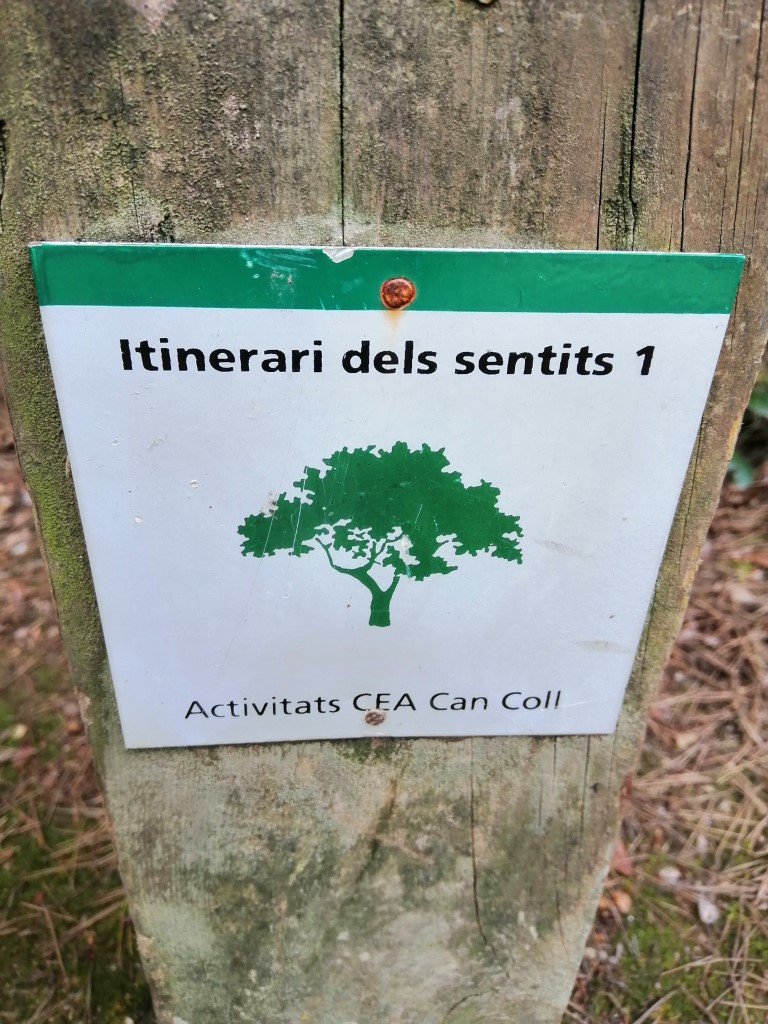 Itinerari dels sentits 1
Activitats CEA Can Coll